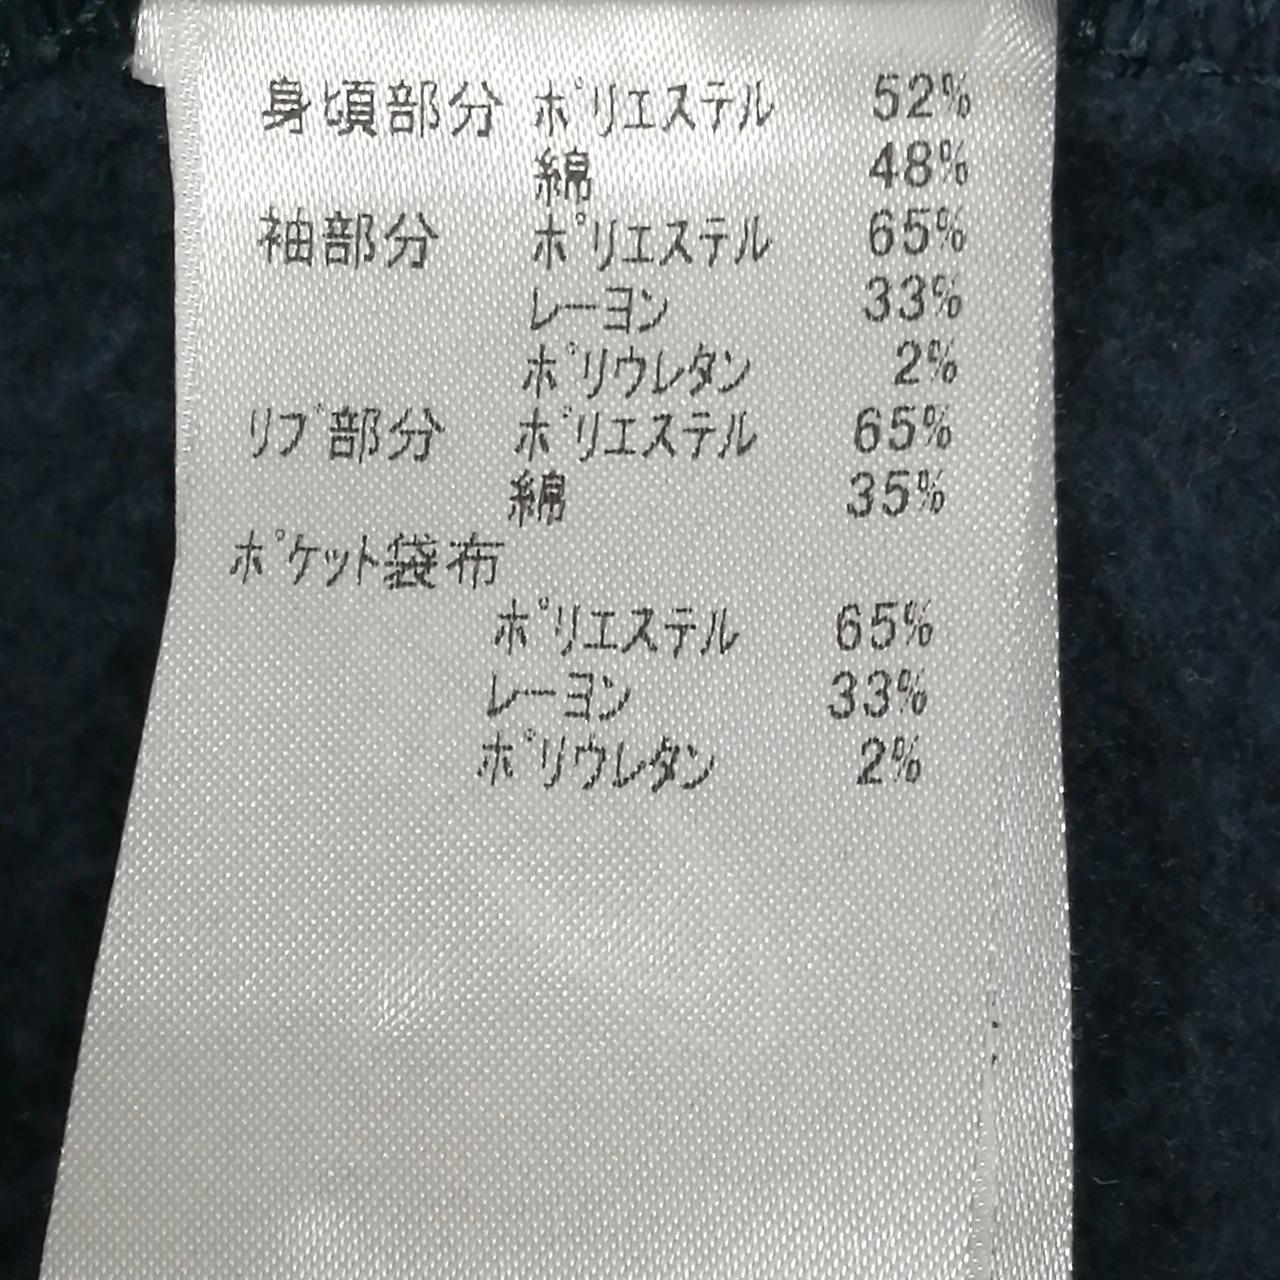 身頃部分 ポリエステル 52%
綿 48%
袖部分 ポリエステル 65%
レーヨン 33%
ポリウレタン 2%
リブ部分 ポリエステル 65%
綿 35%
ポケット袋布
ポリエステル 65%
レーヨン 33%
ポリウレタン 2%